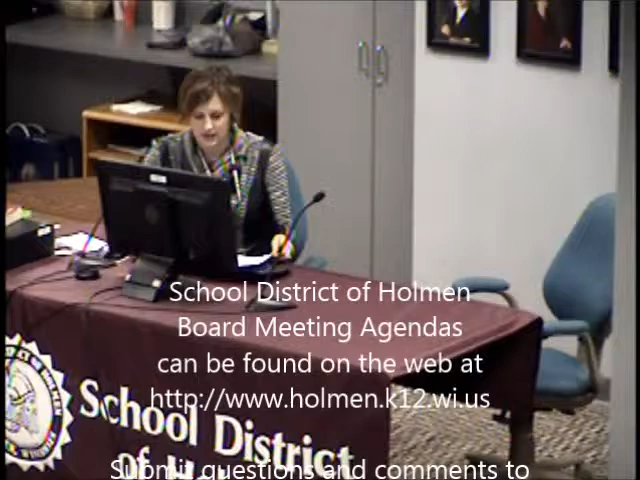 School District of Holmen
Board Meeting Agendas
can be found on the web at
http://www.holmen.k12.wi.us
School District
Submit questions and comments to